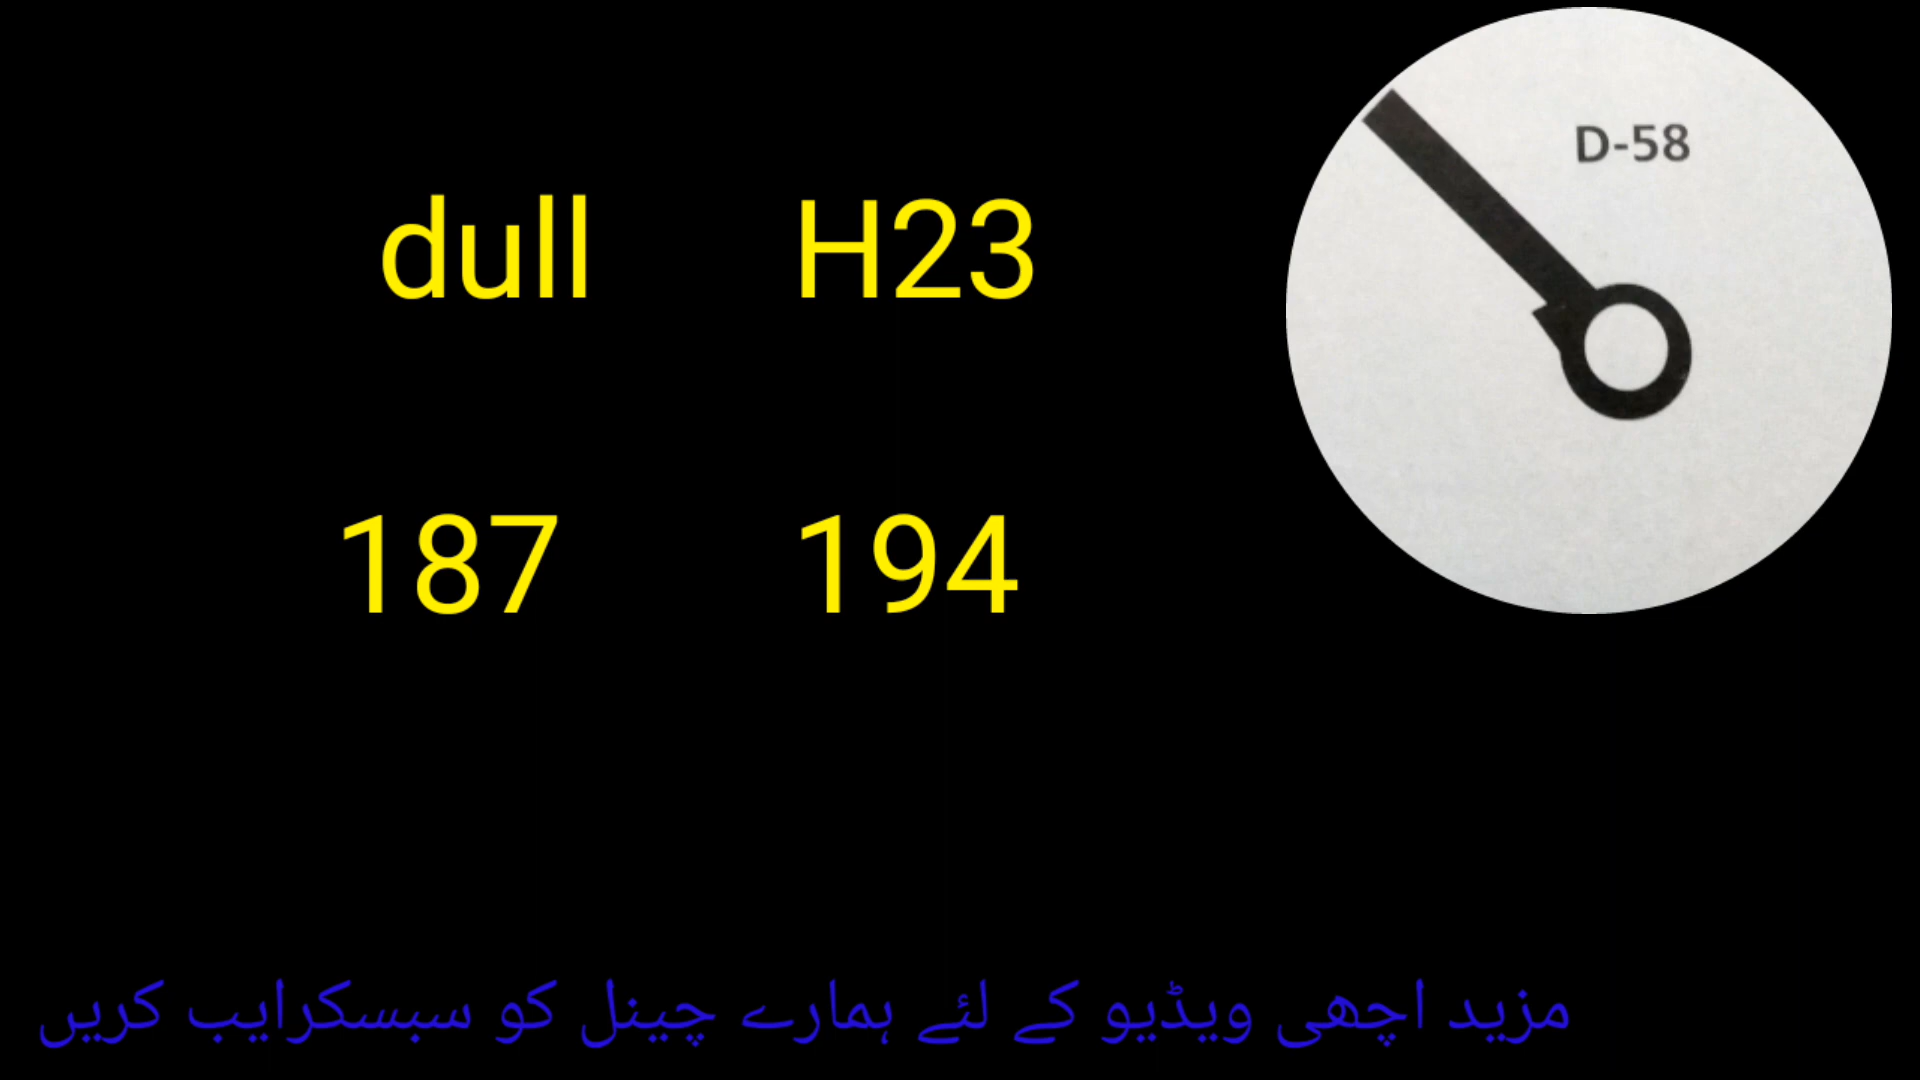 D-58
dull H23
187 194
مزید اچھی ویڈیو کے لئے ہمارے چینل کو سبسکرایب کریں